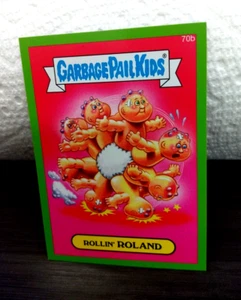 70b
GARBAGE PAIL KIDS
ROLLIN' ROLAND